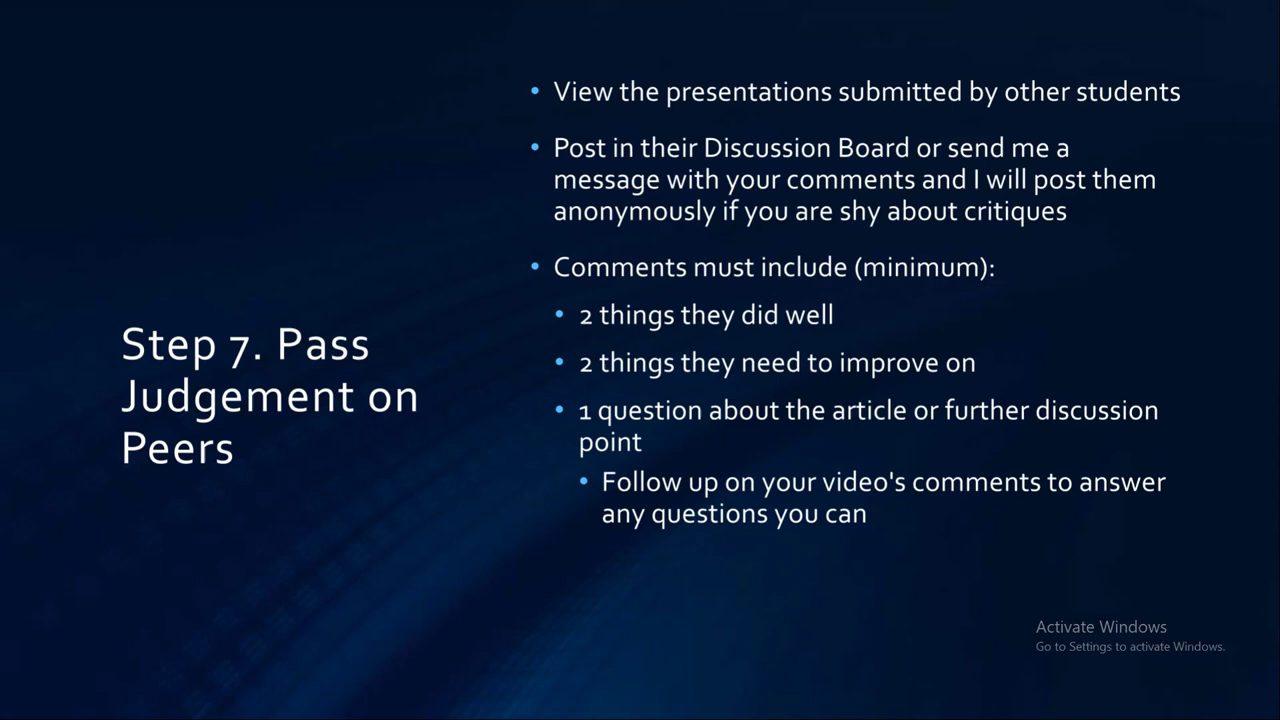 Step 7. Pass
Judgement on
Peers
• View the presentations submitted by other students
• Post in their Discussion Board or send me a
message with your comments and I will post them
anonymously if you are shy about critiques
• Comments must include (minimum):
• 2 things they did well
• 2 things they need to improve on
• 1 question about the article or further discussion
point
• Follow up on your video's comments to answer
any questions you can
Activate Windows
Go to Settings to activate Windows.